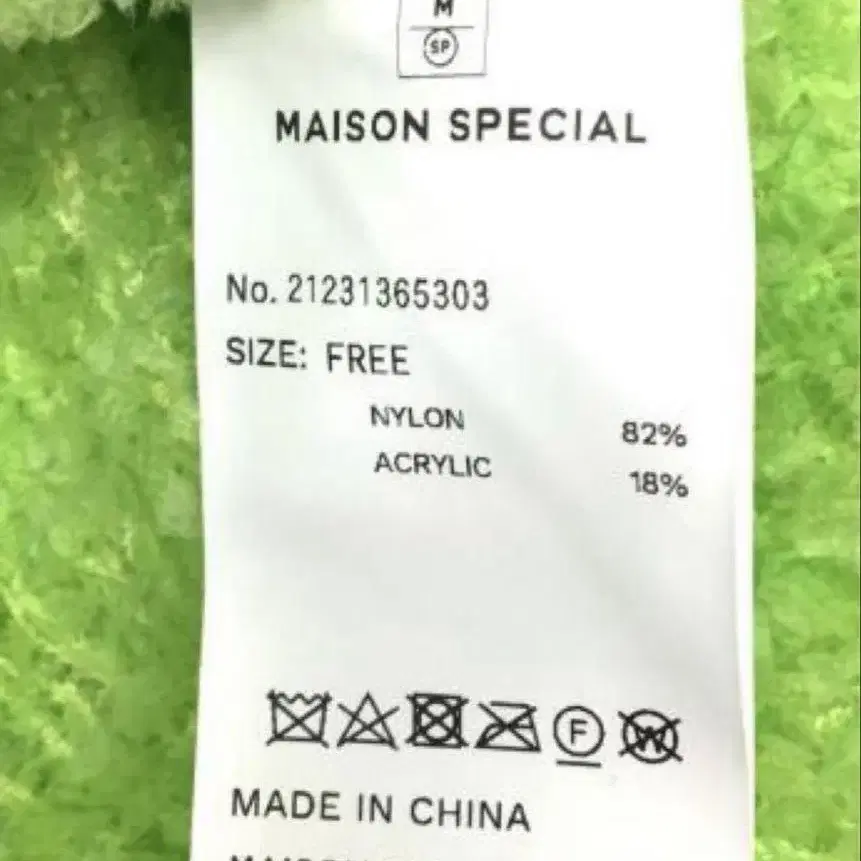 M
SP
MAISON SPECIAL
No. 21231365303
SIZE: FREE
NYLON 82%
ACRYLIC 18%
F
W
MADE IN CHINA